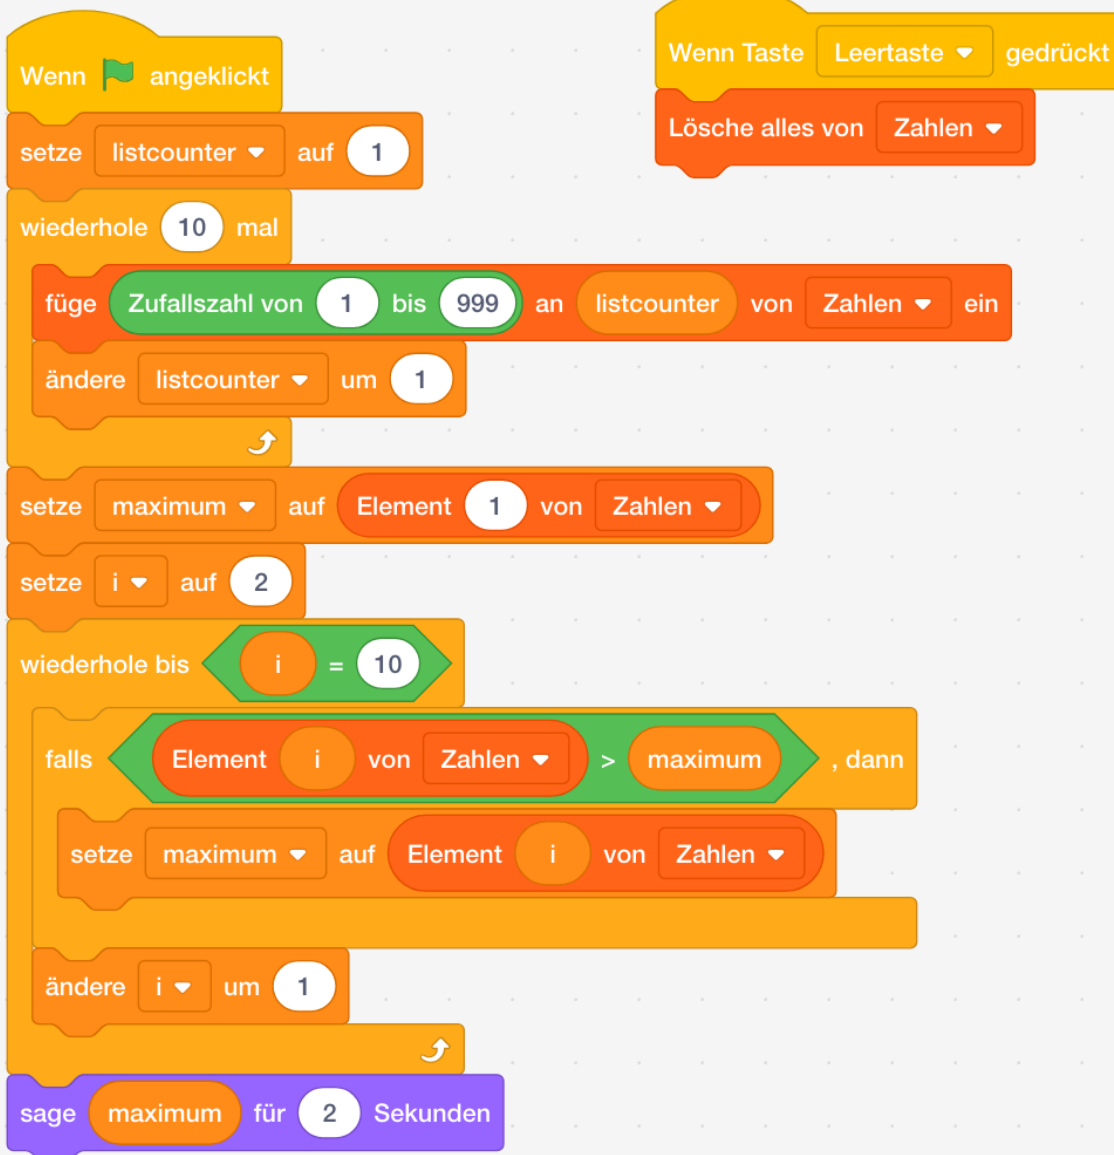 Wenn angeklickt
setze listcounter auf 1
wiederhole 10 mal
füge Zufallszahl von 1 bis 999 an listcounter von Zahlen ein
ändere listcounter um 1
setze maximum auf Element 1 von Zahlen
setze i auf 2
wiederhole bis i = 10
falls Element i von Zahlen > maximum , dann
setze maximum auf Element i von Zahlen
ändere i um 1
sage maximum für 2 Sekunden
Wenn Taste Leertaste gedrückt
Lösche alles von Zahlen